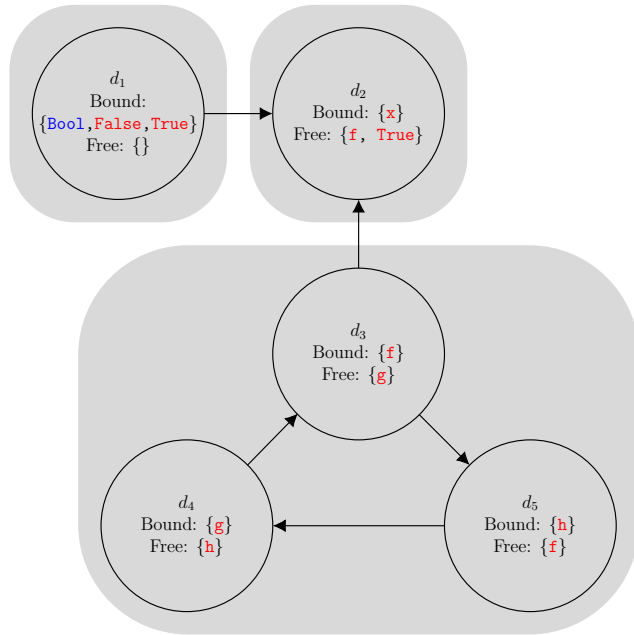 d1
Bound:
{Bool,False,True}
Free: {}
d2
Bound: {x}
Free: {f, True}
d3
Bound: {f}
Free: {g}
d4
Bound: {g}
Free: {h}
d5
Bound: {h}
Free: {f}